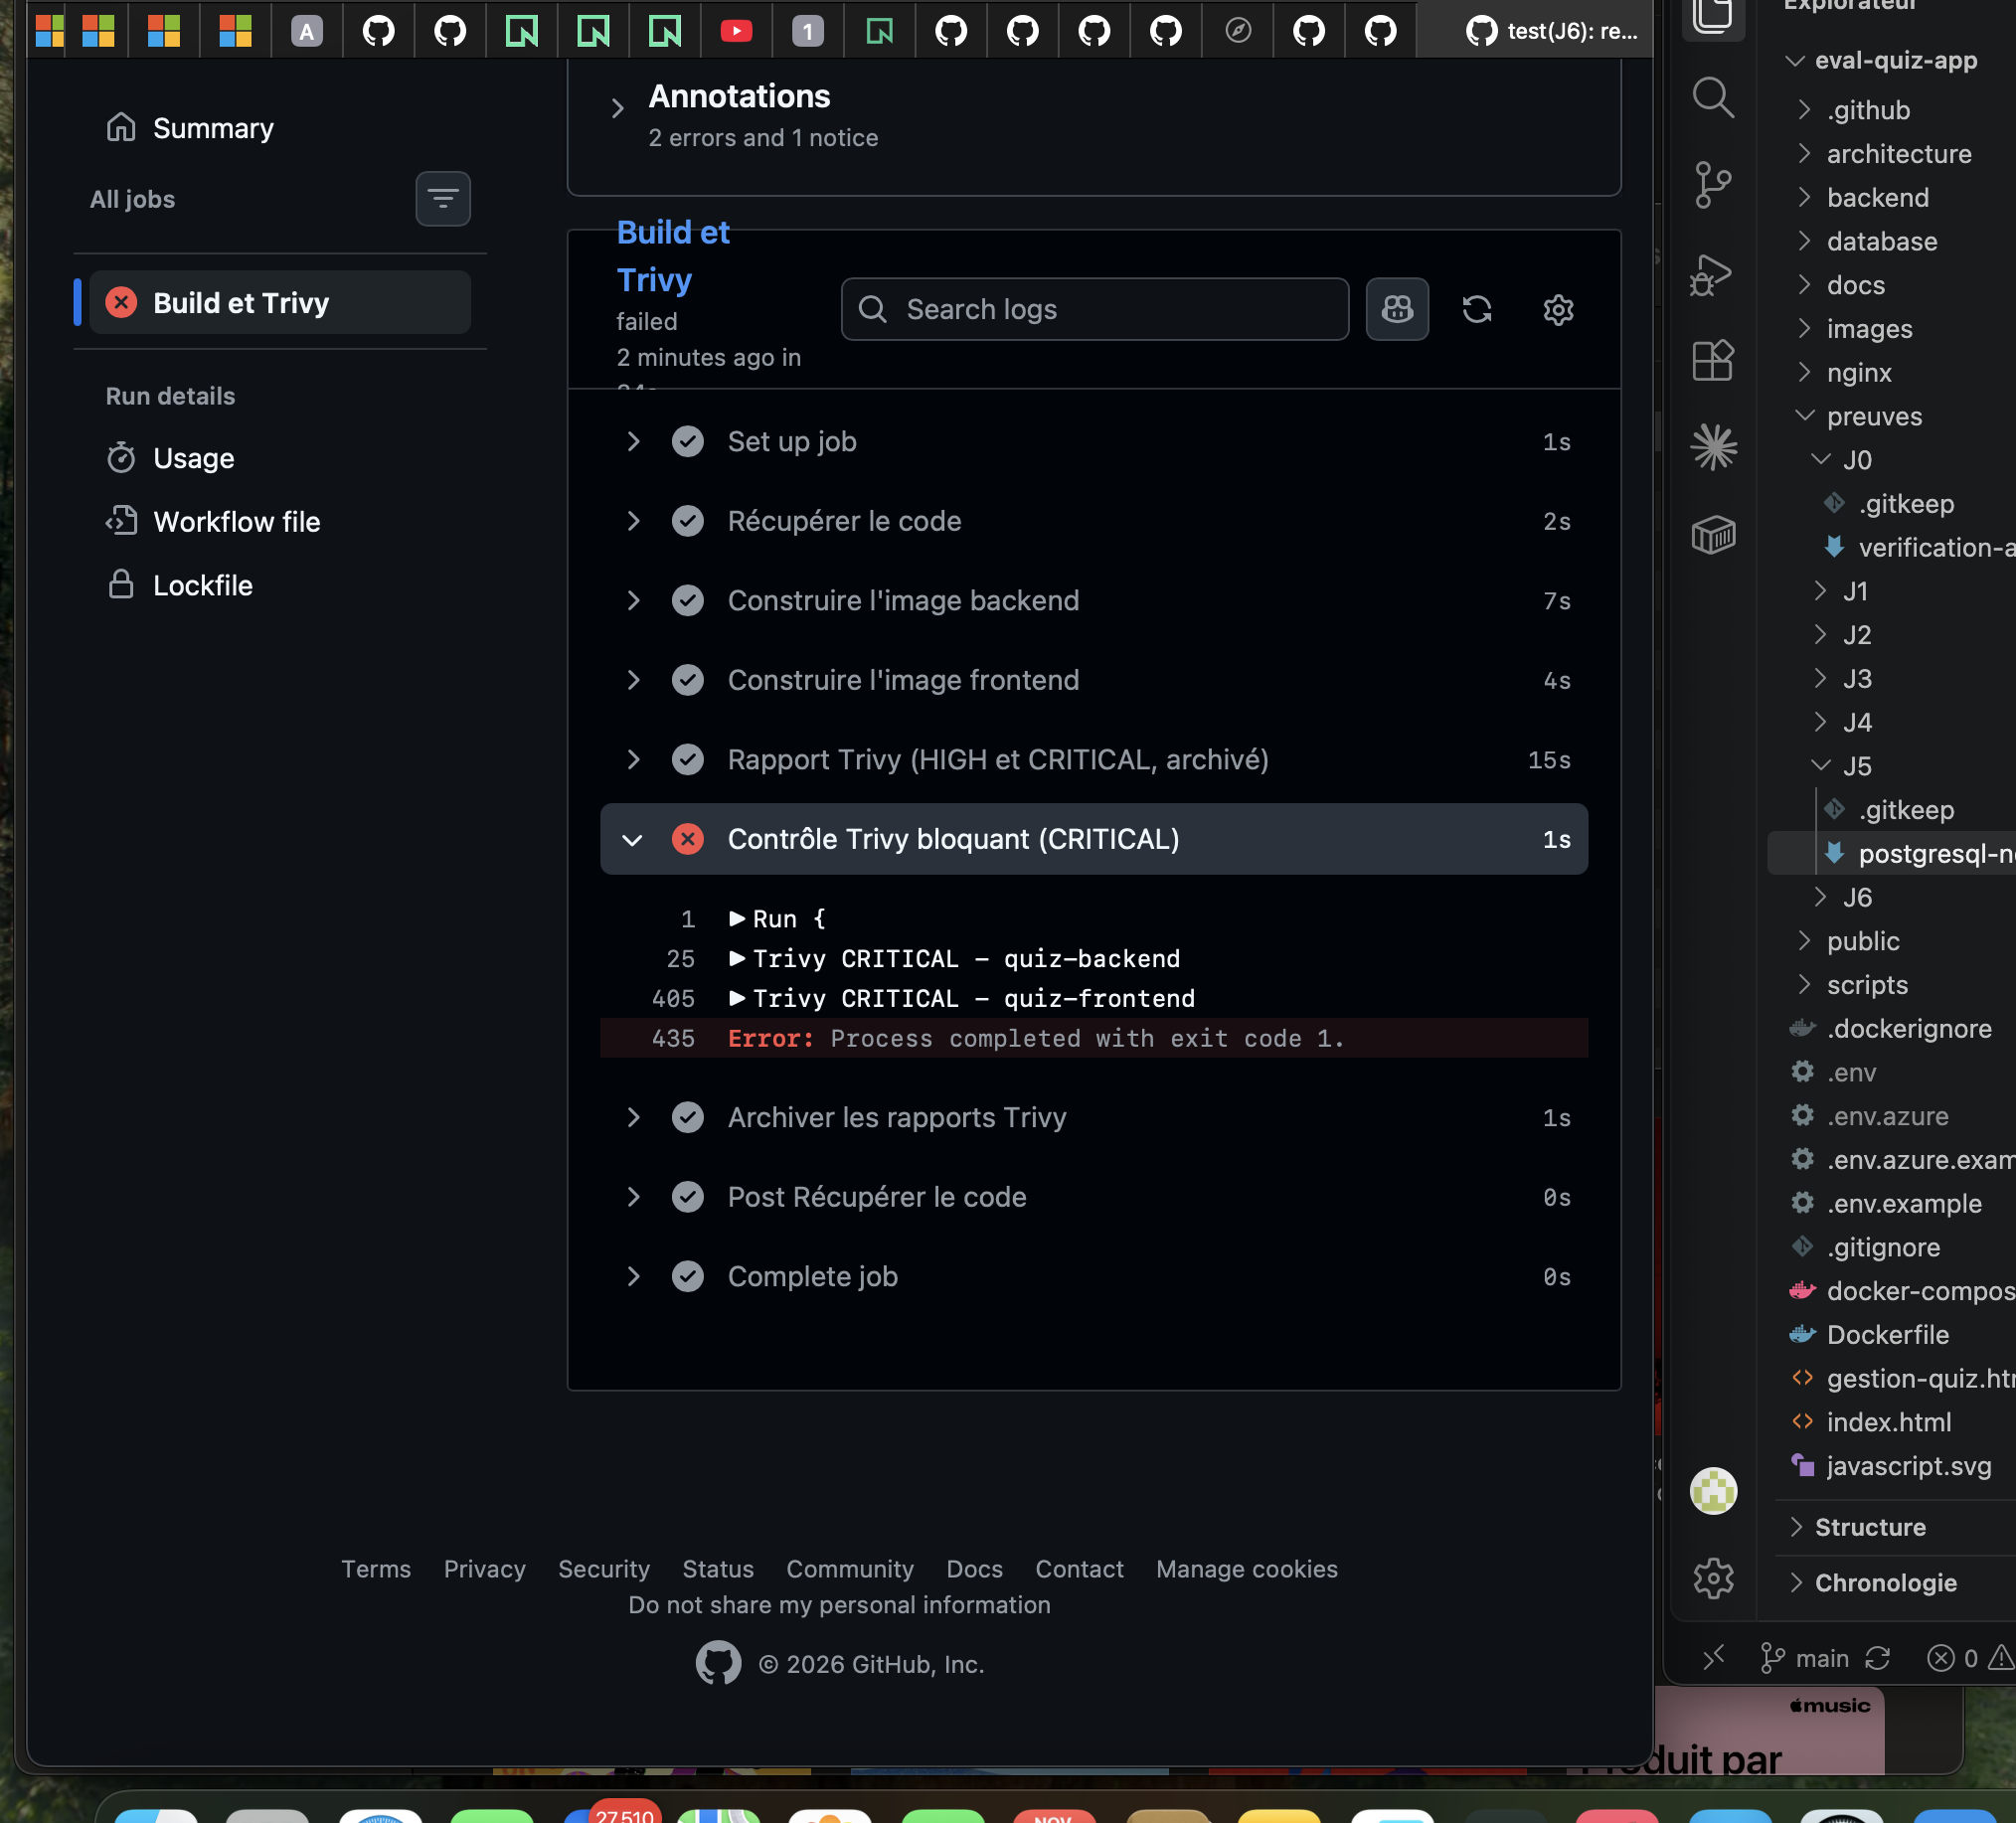 A
1
test(J6): re...
Summary
All jobs
Build et Trivy
Run details
Usage
Workflow file
Lockfile
Annotations
2 errors and 1 notice
Build et
Trivy
failed
2 minutes ago in
Search logs
Set up job 1s
Récupérer le code 2s
Construire l'image backend 7s
Construire l'image frontend 4s
Rapport Trivy (HIGH et CRITICAL, archivé) 15s
Contrôle Trivy bloquant (CRITICAL) 1s
1 Run {
25 Trivy CRITICAL - quiz-backend
405 Trivy CRITICAL - quiz-frontend
435 Error: Process completed with exit code 1.
Archiver les rapports Trivy 1s
Post Récupérer le code 0s
Complete job 0s
Terms Privacy Security Status Community Docs Contact Manage cookies
Do not share my personal information
© 2026 GitHub, Inc.
Explorateur
eval-quiz-app
.github
architecture
backend
database
docs
images
nginx
preuves
J0
.gitkeep
verification-a
J1
J2
J3
J4
J5
.gitkeep
postgresql-n
J6
public
scripts
.dockerignore
.env
.env.azure
.env.azure.exam
.env.example
.gitignore
docker-compos
Dockerfile
gestion-quiz.ht
index.html
javascript.svg
Structure
Chronologie
main 0
music
duit par
27 510
NOV